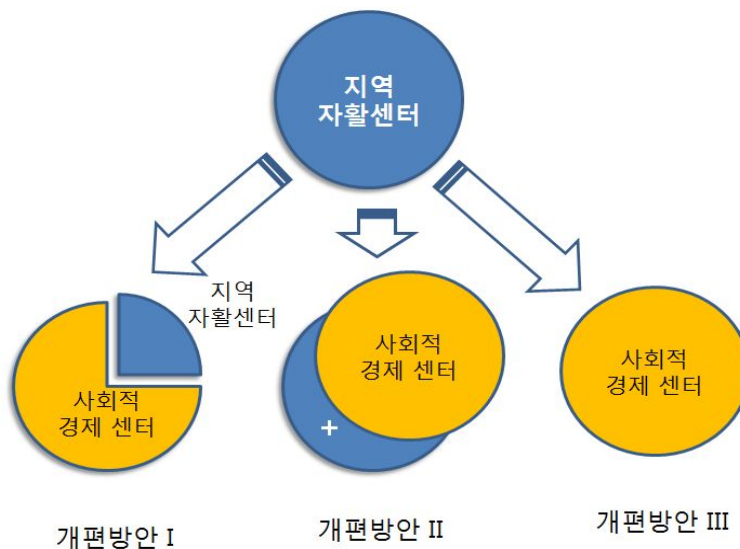 지역
자활센터
지역
자활센터
사회적
경제 센터
사회적
경제 센터
+
사회적
경제 센터
개편방안 I
개편방안 II
개편방안 III